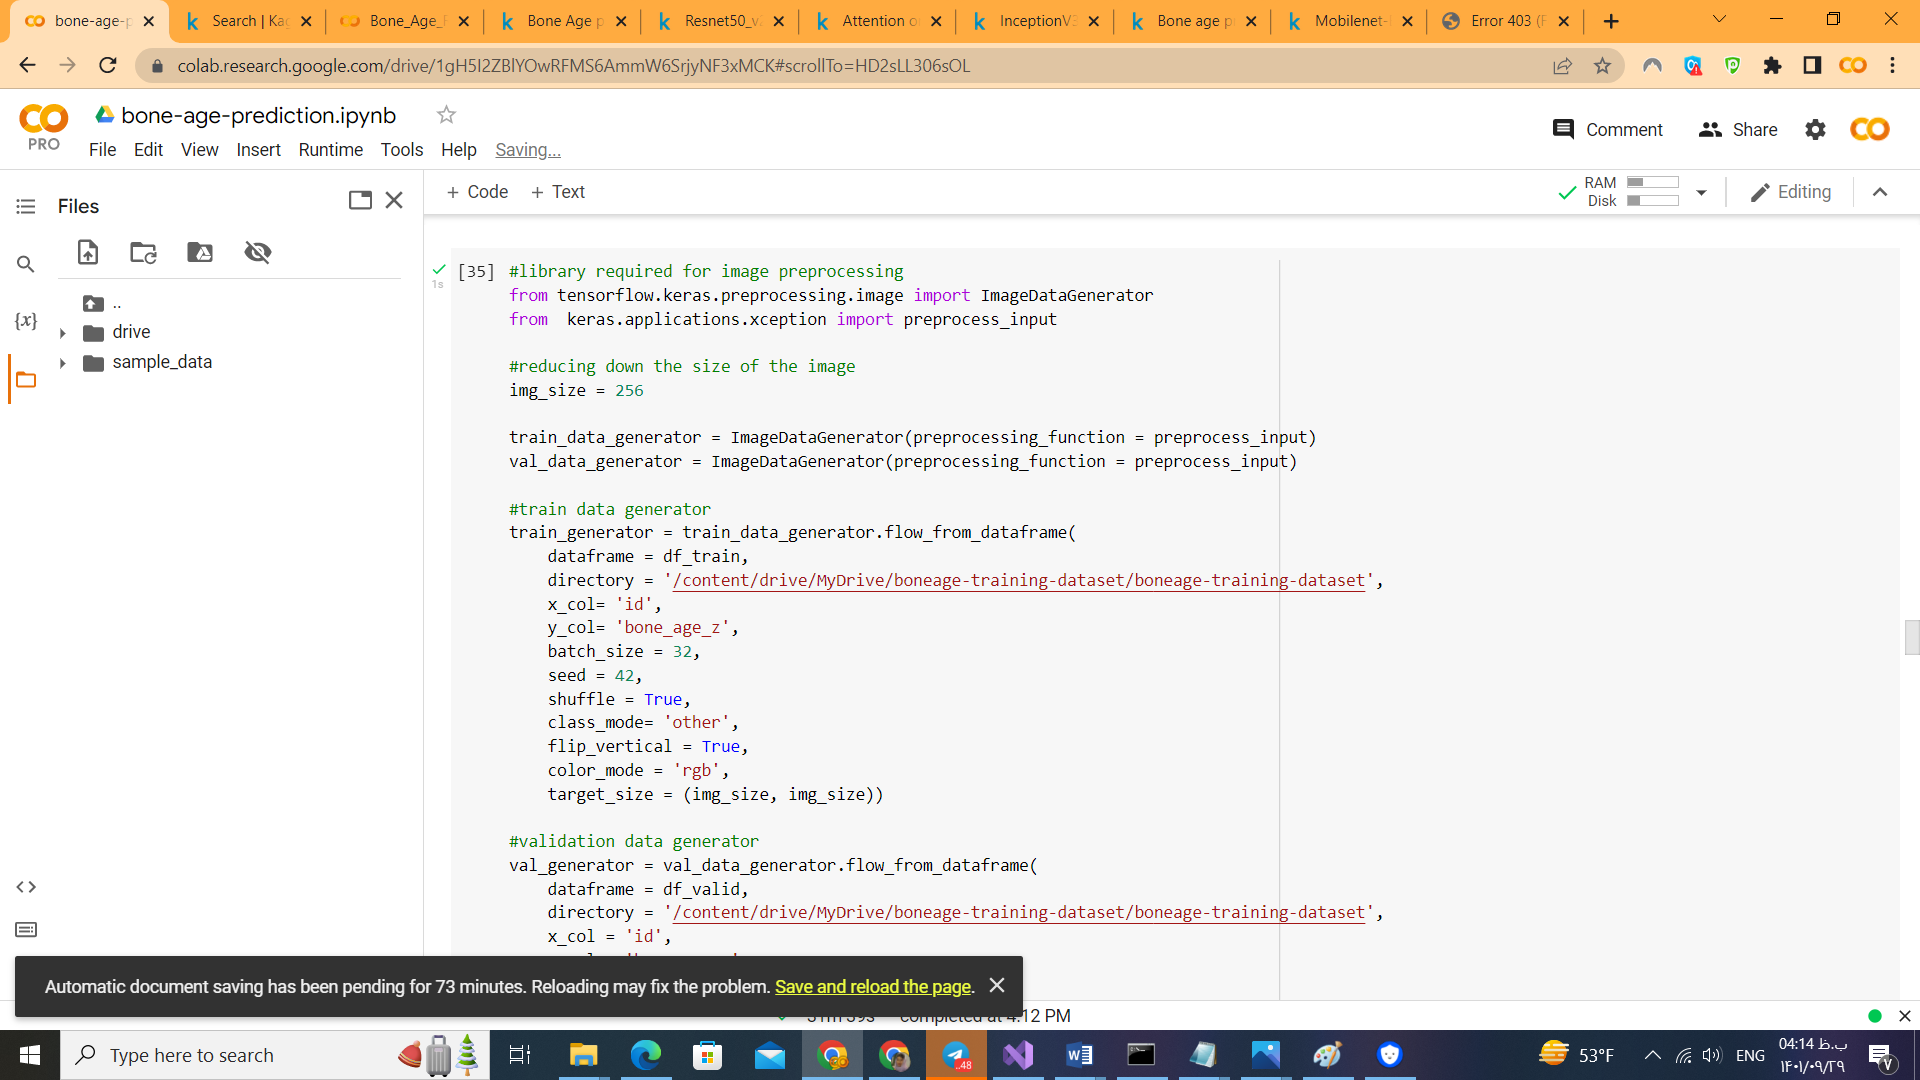 bone-age-p
Search | Kag
Bone_Age_
Bone Age p
Resnet50_v
Attention o
InceptionV3
Bone age p
Mobilenet-
Error 403 (F
colab.research.google.com/drive/1gH5I2ZBlYOwRFMS6AmmW6SrjyNF3xMCK#scrollTo=HD2sLL306sOL
PRO
bone-age-prediction.ipynb
File Edit View Insert Runtime Tools Help Saving...
Comment
Share
Files
+ Code + Text
RAM
Disk
Editing
..
drive
sample_data
{x}
1s
[35] #library required for image preprocessing
from tensorflow.keras.preprocessing.image import ImageDataGenerator
from  keras.applications.xception import preprocess_input
#reducing down the size of the image
img_size = 256
train_data_generator = ImageDataGenerator(preprocessing_function = preprocess_input)
val_data_generator = ImageDataGenerator(preprocessing_function = preprocess_input)
#train data generator
train_generator = train_data_generator.flow_from_dataframe(
dataframe = df_train,
directory = '/content/drive/MyDrive/boneage-training-dataset/boneage-training-dataset',
x_col= 'id',
y_col= 'bone_age_z',
batch_size = 32,
seed = 42,
shuffle = True,
class_mode= 'other',
flip_vertical = True,
color_mode = 'rgb',
target_size = (img_size, img_size))
#validation data generator
val_generator = val_data_generator.flow_from_dataframe(
dataframe = df_valid,
directory = '/content/drive/MyDrive/boneage-training-dataset/boneage-training-dataset',
x_col = 'id',
Automatic document saving has been pending for 73 minutes. Reloading may fix the problem. Save and reload the page.
31m 39s completed at 4:12 PM
Type here to search
48
53°F
ENG
04:14 ب.ظ
۱۴۰۱/۰۹/۲۹
V